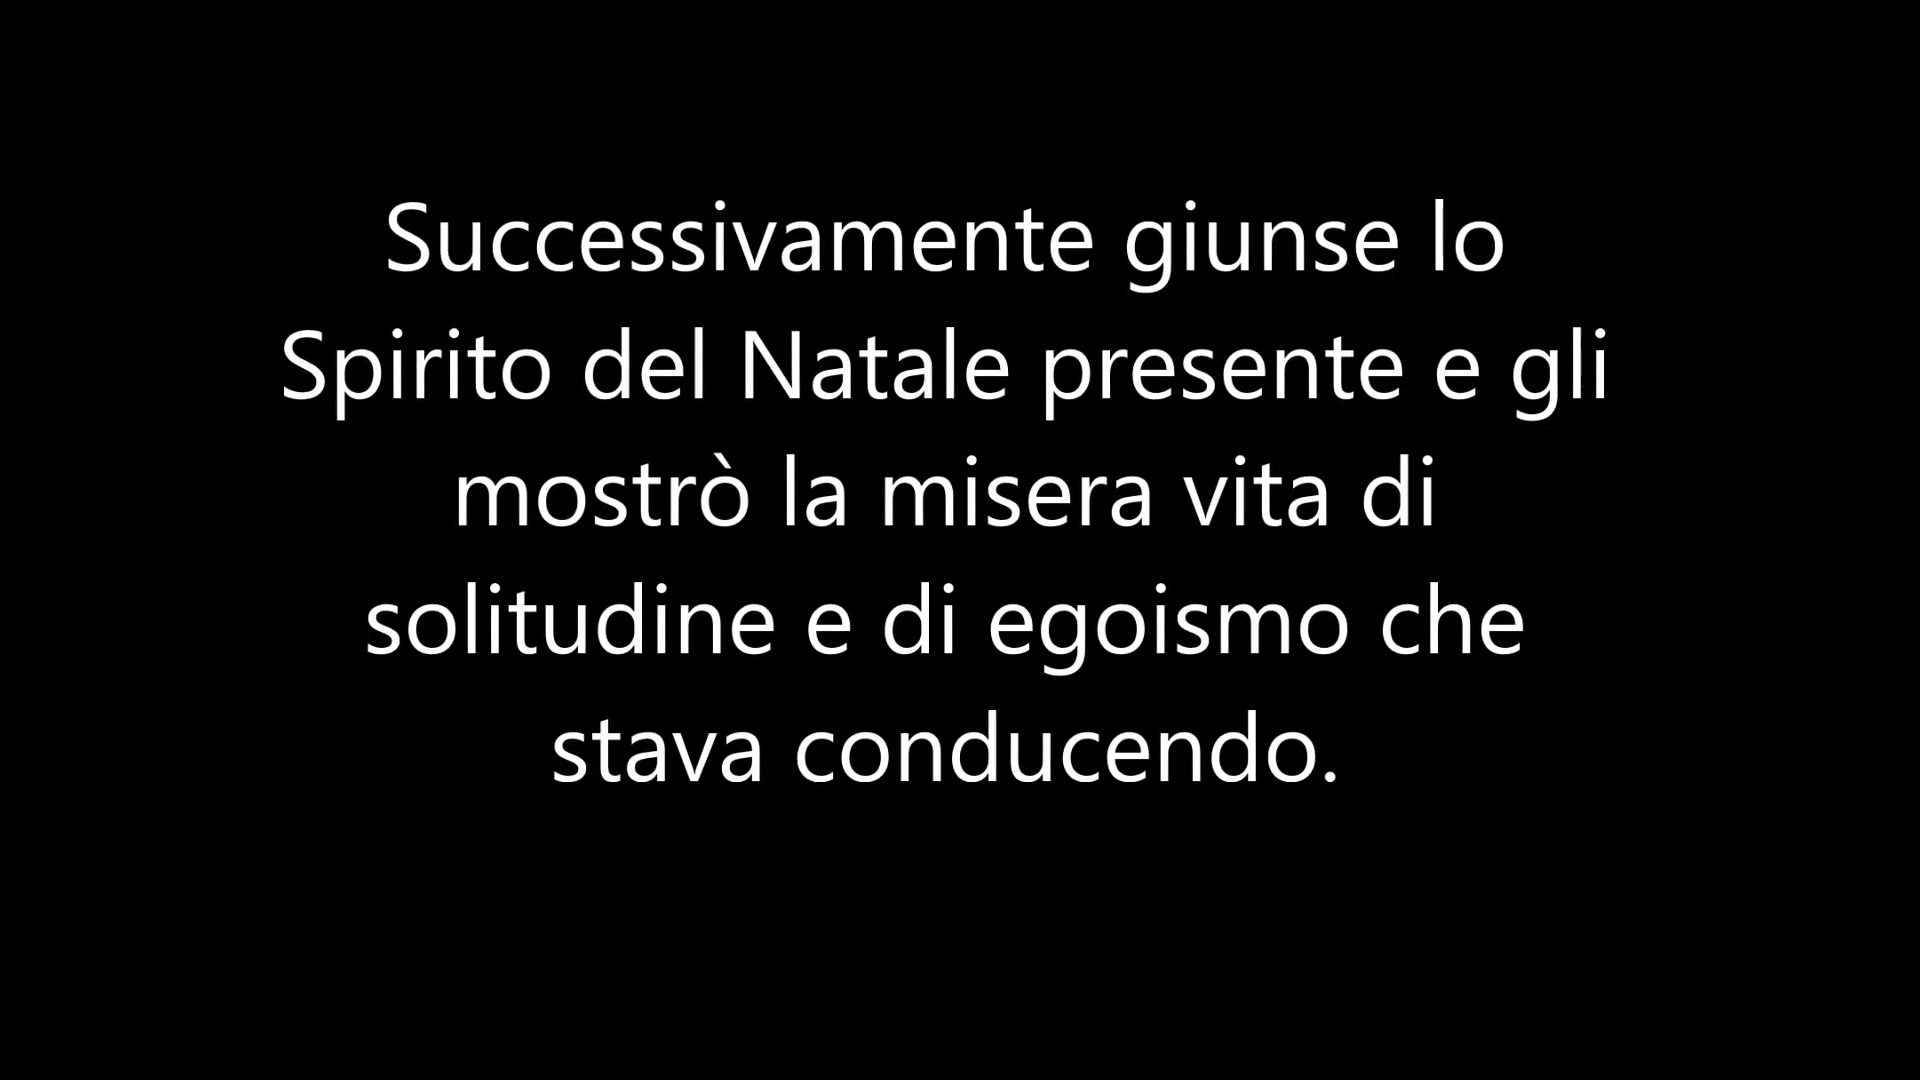 Successivamente giunse lo
Spirito del Natale presente e gli
mostrò la misera vita di
solitudine e di egoismo che
stava conducendo.